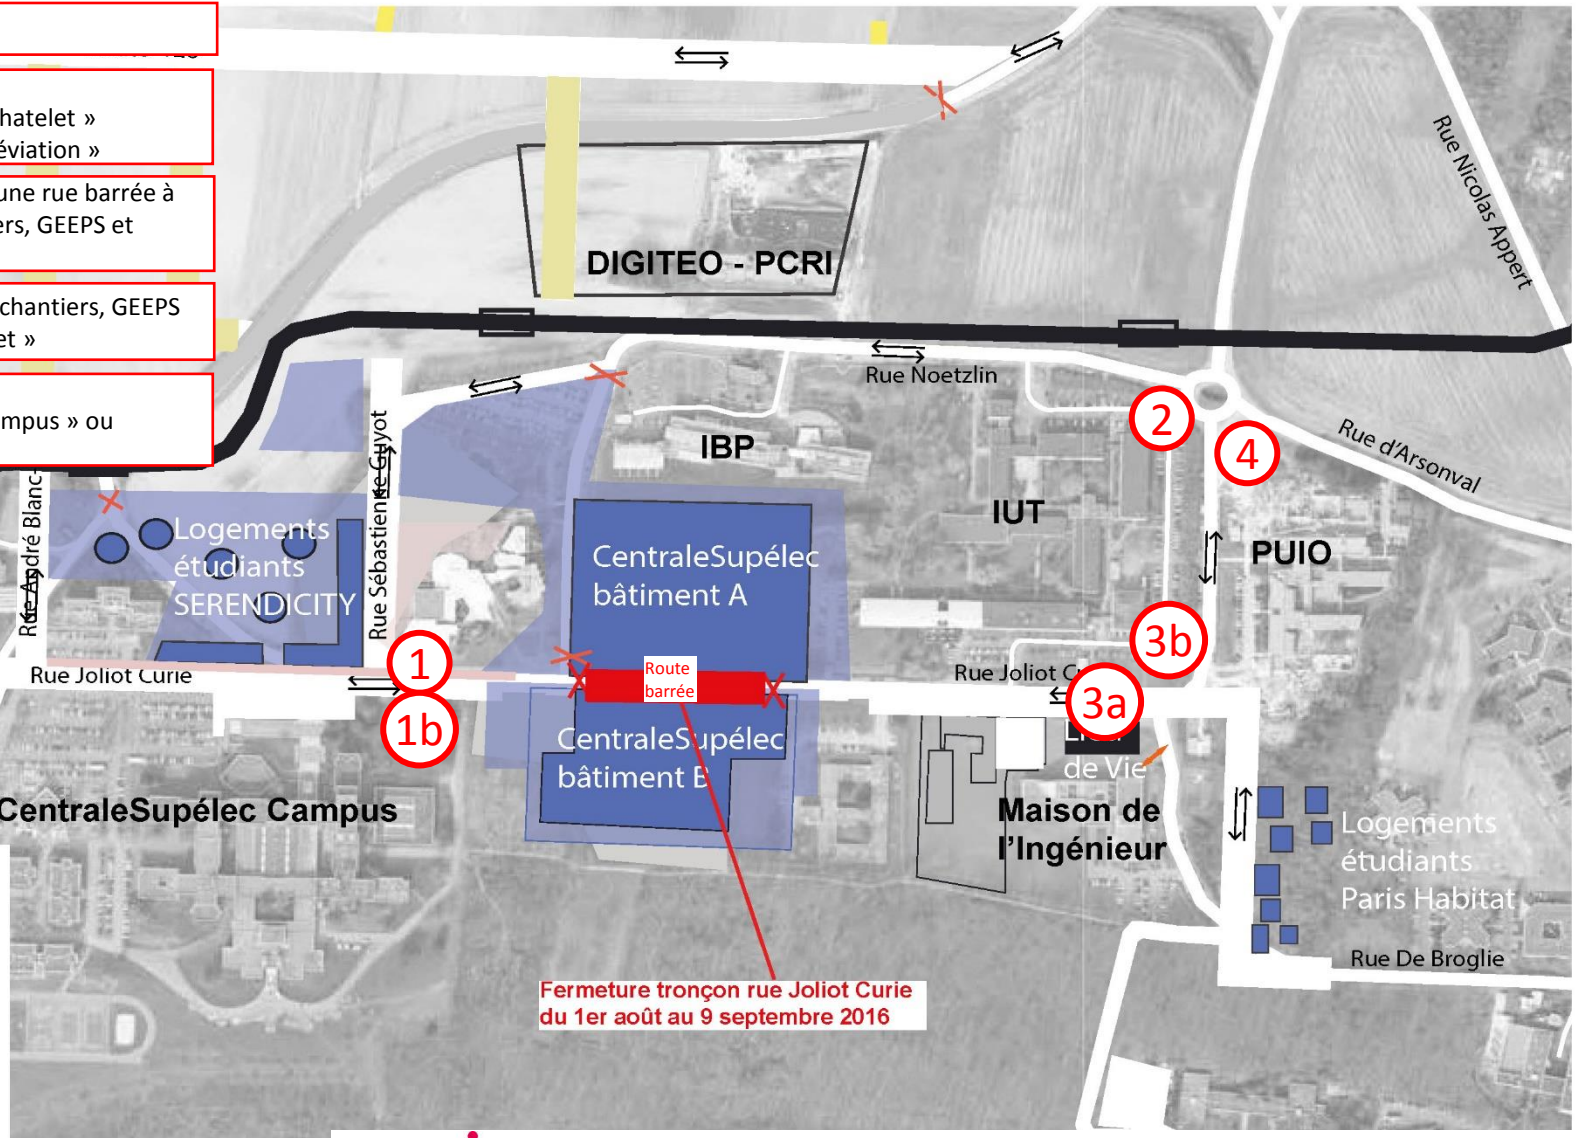 hatelet »
éviation »
une rue barrée à
ers, GEEPS et
chantiers, GEEPS
et »
mpus » ou
Rue Nicolas Appert
DIGITEO - PCRI
Rue Noetzlin
Rue d'Arsonval
2
4
IBP
IUT
PUIO
Rue André Blanc-
Rue Sébastien de Guyot
Logements
étudiants
SERENDICITY
CentraleSupélec
bâtiment A
3b
Rue Joliot Curie
1
Route
barrée
Rue Joliot Cu
3a
1b
CentraleSupélec
bâtiment B
de Vie
CentraleSupélec Campus
Maison de
l'Ingénieur
Logements
étudiants
Paris Habitat
Rue De Broglie
Fermeture tronçon rue Joliot Curie
du 1er août au 9 septembre 2016